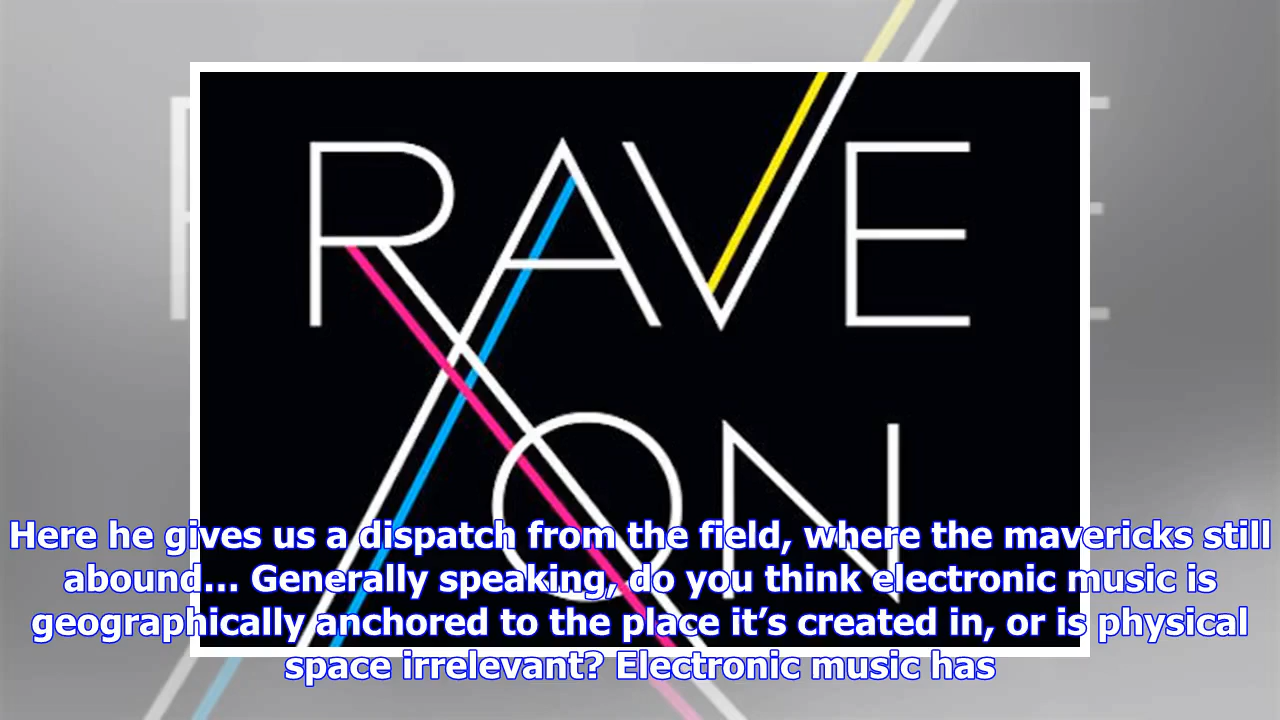 RAVE
ON
Here he gives us a dispatch from the field, where the mavericks still
abound... Generally speaking, do you think electronic music is
geographically anchored to the place it’s created in, or is physical
space irrelevant? Electronic music has